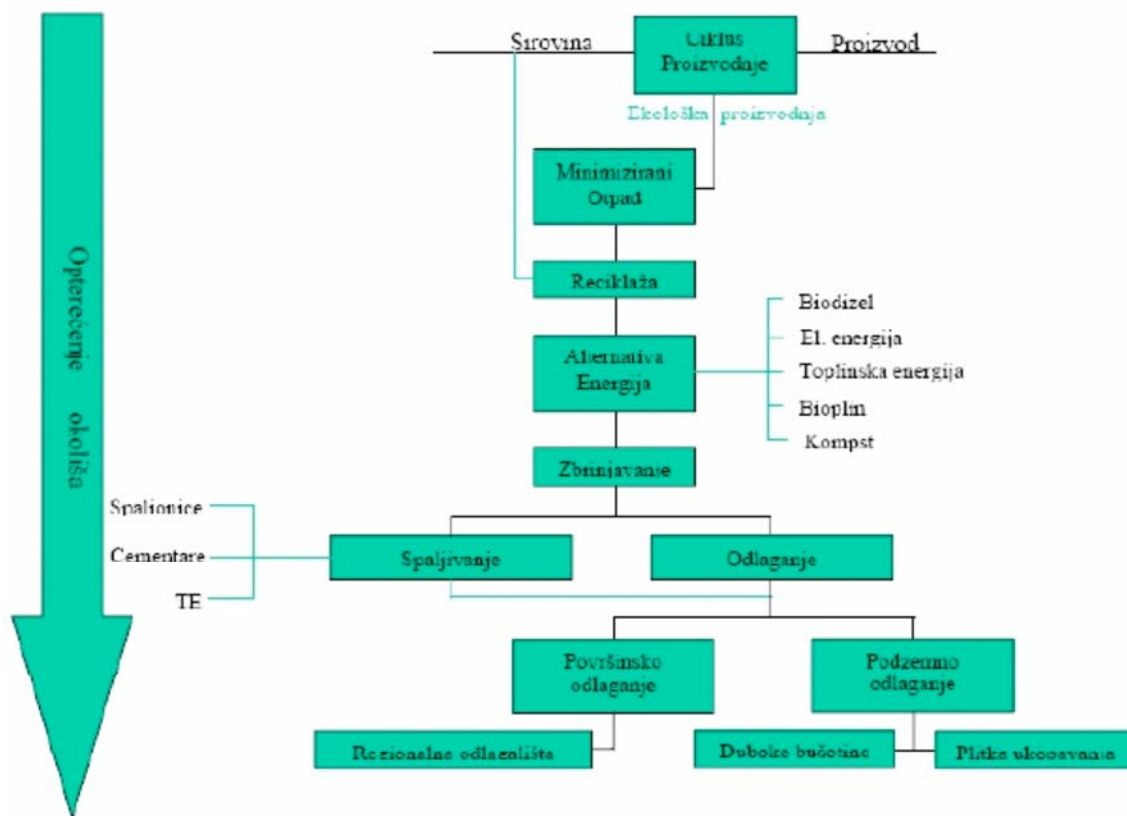 Sirovina
Ciklus
Proizvodnje
Proizvod
Ekološka proizvodnja
Minimizirani
Otpad
Reciklaža
Alternativa
Energija
Biodizel
El. energija
Toplinska energija
Bioplin
Kompst
Opterećenje okoliša
Zbrinjavanje
Spalionice
Cementare
TE
Spaljivanje
Odlaganje
Površinsko
odlaganje
Podzemno
odlaganje
Regionalna odlagališta
Duboke bušotine
Plitka ukopavanja